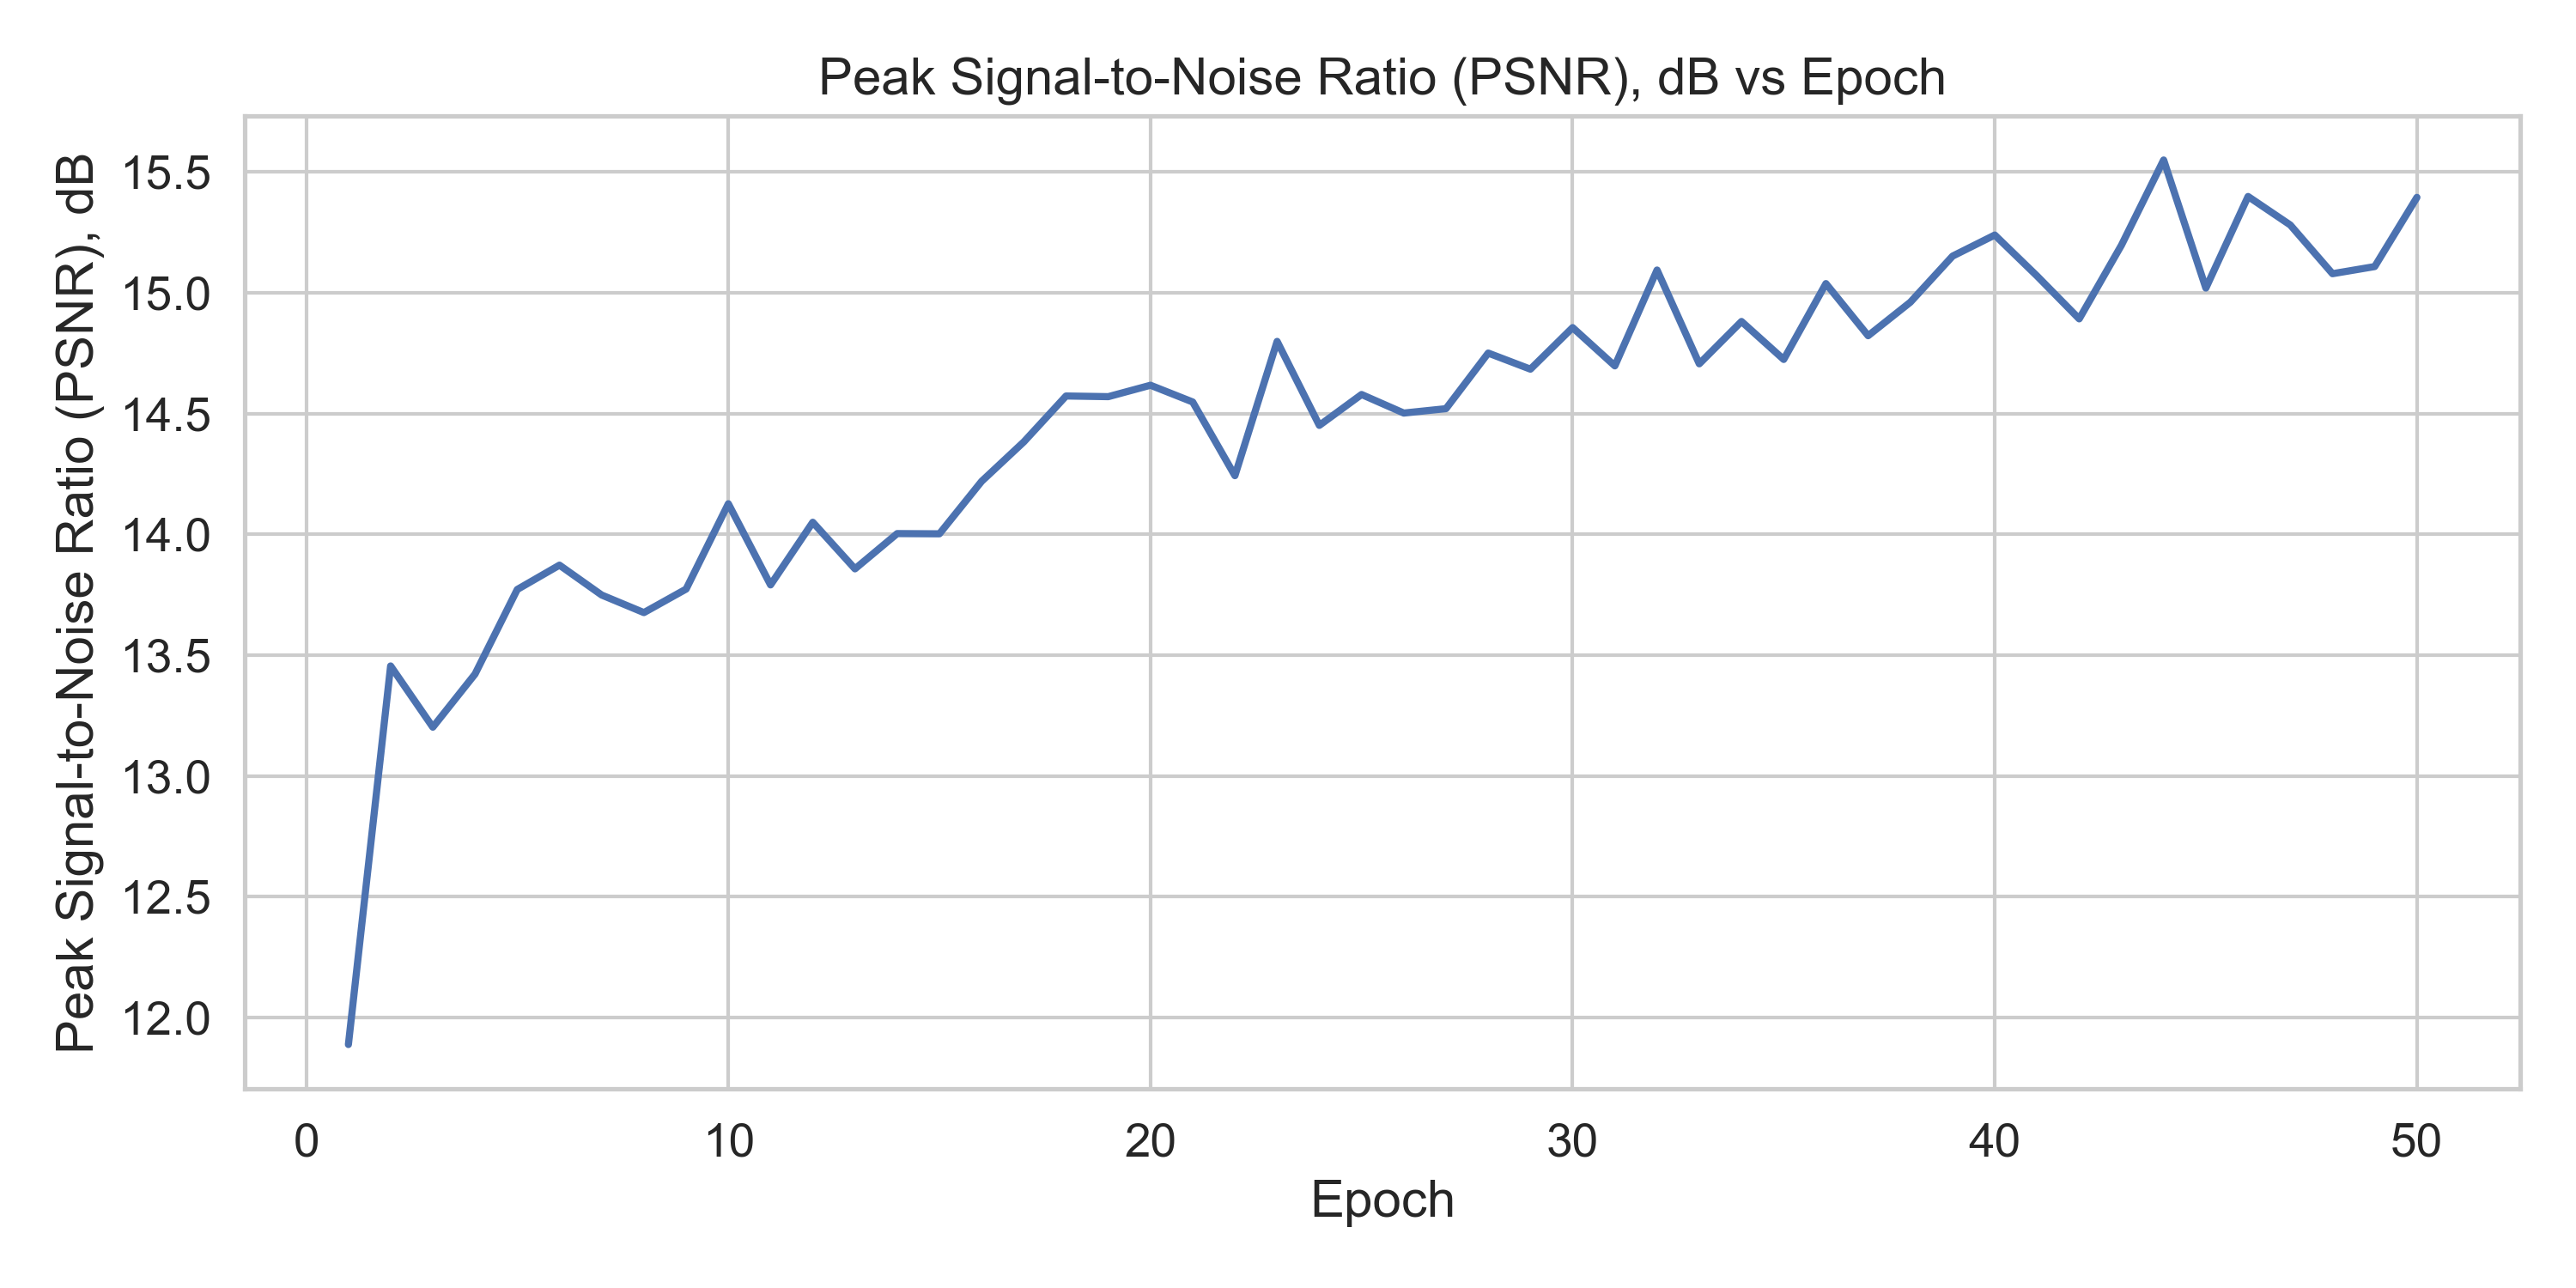 Peak Signal-to-Noise Ratio (PSNR), dB vs Epoch
Peak Signal-to-Noise Ratio (PSNR), dB
15.5
15.0
14.5
14.0
13.5
13.0
12.5
12.0
0 10 20 30 40 50
Epoch